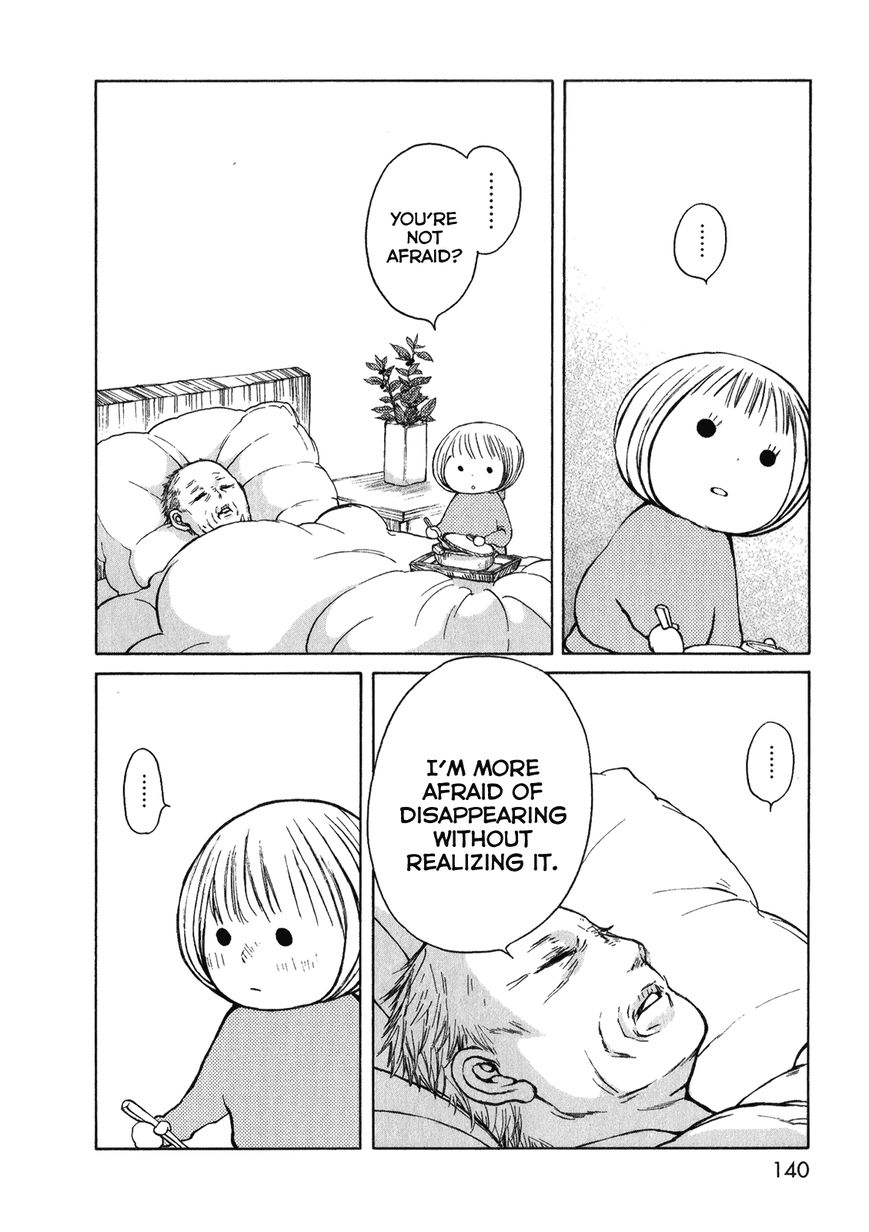 ......
......
YOU'RE
NOT
AFRAID?
......
I'M MORE
AFRAID OF
DISAPPEARING
WITHOUT
REALIZING IT.
......
140